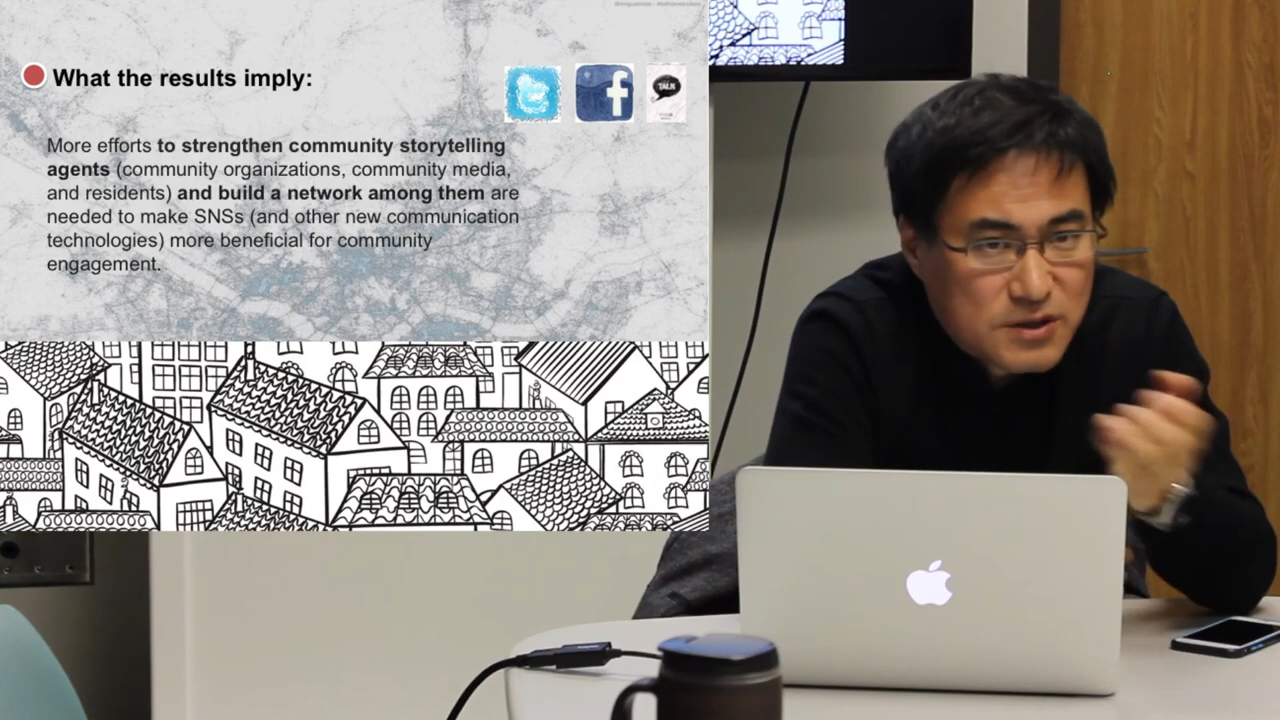 What the results imply:
f
TALK
More efforts to strengthen community storytelling
agents (community organizations, community media,
and residents) and build a network among them are
needed to make SNSs (and other new communication
technologies) more beneficial for community
engagement.